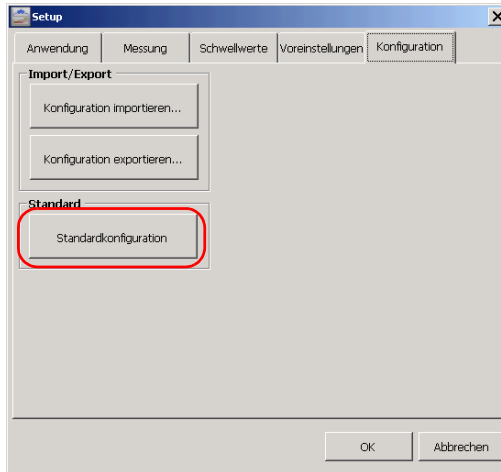 Setup
Anwendung Messung Schwellwerte Voreinstellungen Konfiguration
Import/Export
Konfiguration importieren...
Konfiguration exportieren...
Standard
Standardkonfiguration
OK Abbrechen